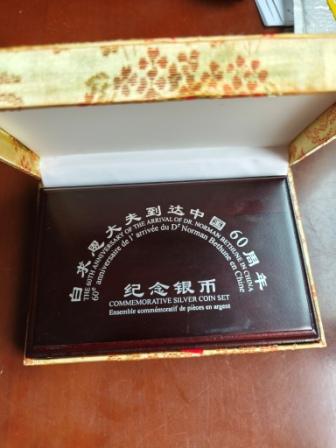 白求恩大夫到达中国60周年
THE 60TH ANNIVERSARY OF THE ARRIVAL OF DR. NORMAN BETHUNE IN CHINA
60e anniversaire de l'arrivée du Dr Norman Bethune en Chine
纪念银币
COMMEMORATIVE SILVER COIN SET
Ensemble commémoratif de pièces en argent